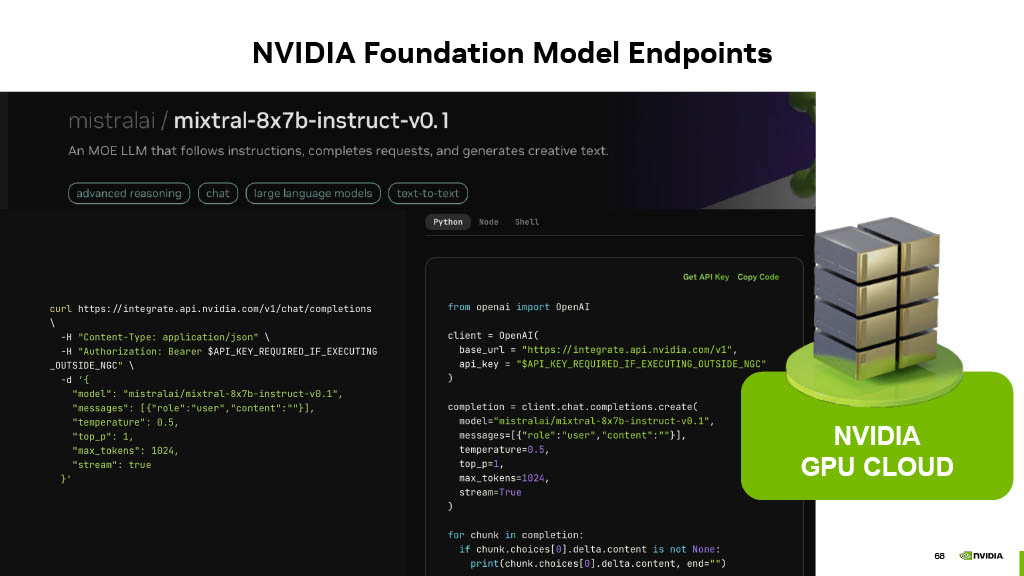 NVIDIA Foundation Model Endpoints
mistralai / mixtral-8x7b-instruct-v0.1
An MOE LLM that follows instructions, completes requests, and generates creative text.
advanced reasoning chat large language models text-to-text
curl https://integrate.api.nvidia.com/v1/chat/completions
\
-H "Content-Type: application/json" \
-H "Authorization: Bearer $API_KEY_REQUIRED_IF_EXECUTING
_OUTSIDE_NGC" \
-d '{
"model": "mistralai/mixtral-8x7b-instruct-v0.1",
"messages": [{"role":"user","content":""}],
"temperature": 0.5,
"top_p": 1,
"max_tokens": 1024,
"stream": true
}'
Python Node Shell
Get API Key Copy Code
from openai import OpenAI
client = OpenAI(
base_url = "https://integrate.api.nvidia.com/v1",
api_key = "$API_KEY_REQUIRED_IF_EXECUTING_OUTSIDE_NGC"
)
completion = client.chat.completions.create(
model="mistralai/mixtral-8x7b-instruct-v0.1",
messages=[{"role":"user","content":""}],
temperature=0.5,
top_p=1,
max_tokens=1024,
stream=True
)
for chunk in completion:
if chunk.choices[0].delta.content is not None:
print(chunk.choices[0].delta.content, end="")
NVIDIA
GPU CLOUD
68 NVIDIA